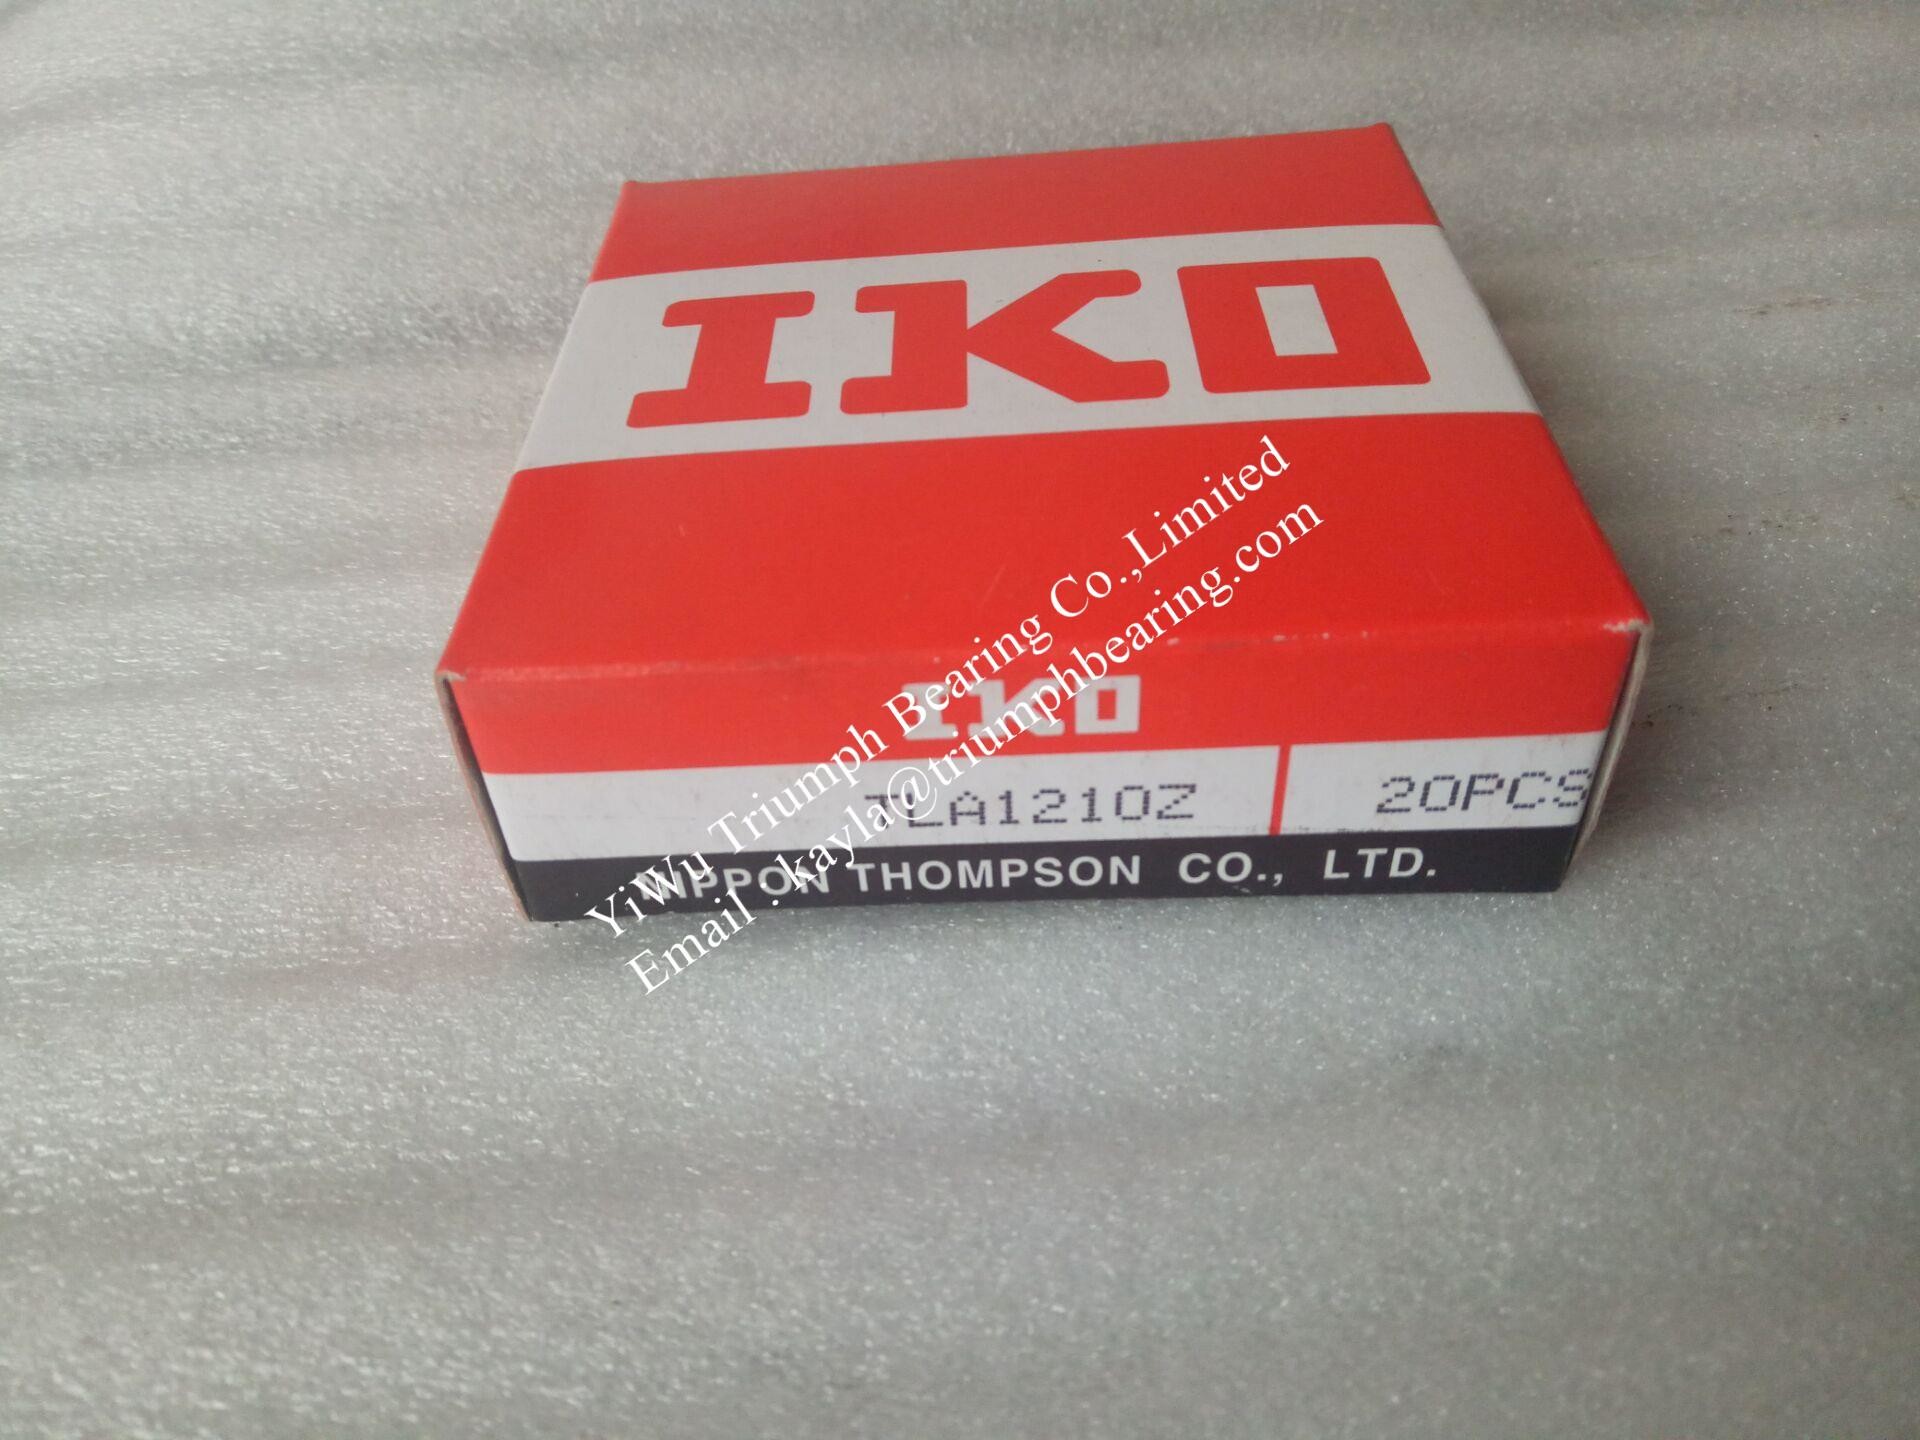 IKO
IKO
TLA1210Z 20PCS
NIPPON THOMPSON CO., LTD.
YiWu Triumph Bearing Co.,Limited
Email : kayla@triumphbearing.com